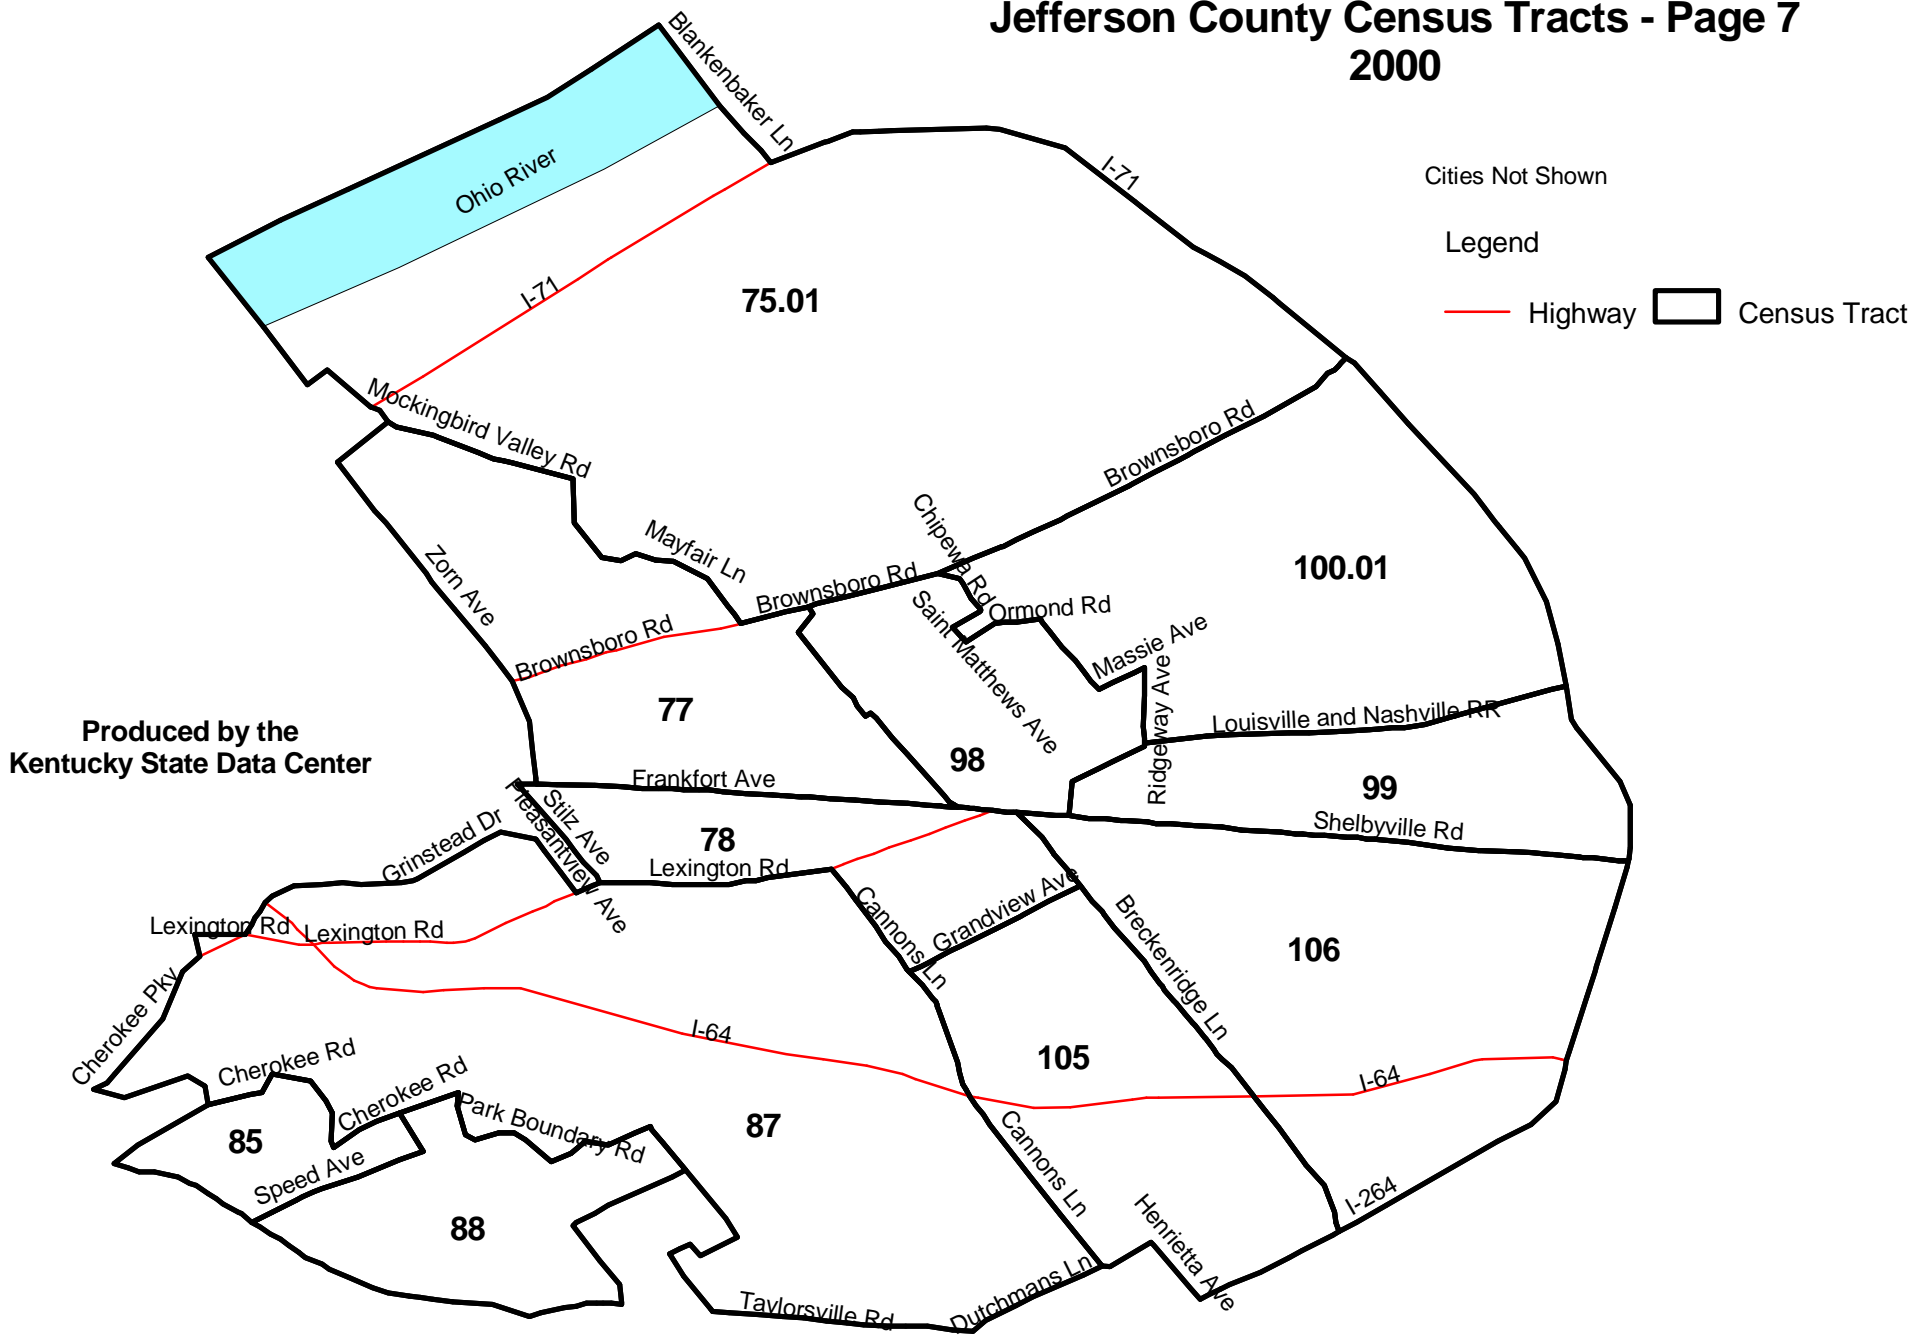 Jefferson County Census Tracts - Page 7
2000
Blankenbaker Ln
Ohio River
I-71
I-71
Cities Not Shown
Legend
Highway
Census Tract
75.01
Mockingbird Valley Rd
Brownsboro Rd
Chipewa Rd
Mayfair Ln
Zorn Ave
100.01
Brownsboro Rd
Saint Matthews Ave
Ormond Rd
Brownsboro Rd
Massie Ave
Ridgeway Ave
77
Louisville and Nashville RR
Produced by the
Kentucky State Data Center
98
Frankfort Ave
99
Stilz Ave
Pleasantview Ave
Shelbyville Rd
Grinstead Dr
78
Lexington Rd
Cannons Ln
Grandview Ave
Breckenridge Ln
Lexington Rd
Lexington Rd
106
Cherokee Pky
I-64
105
Cherokee Rd
Cherokee Rd
I-64
Park Boundary Rd
87
85
Cannons Ln
Speed Ave
I-264
Henrietta Ave
88
Dutchmans Ln
Taylorsville Rd